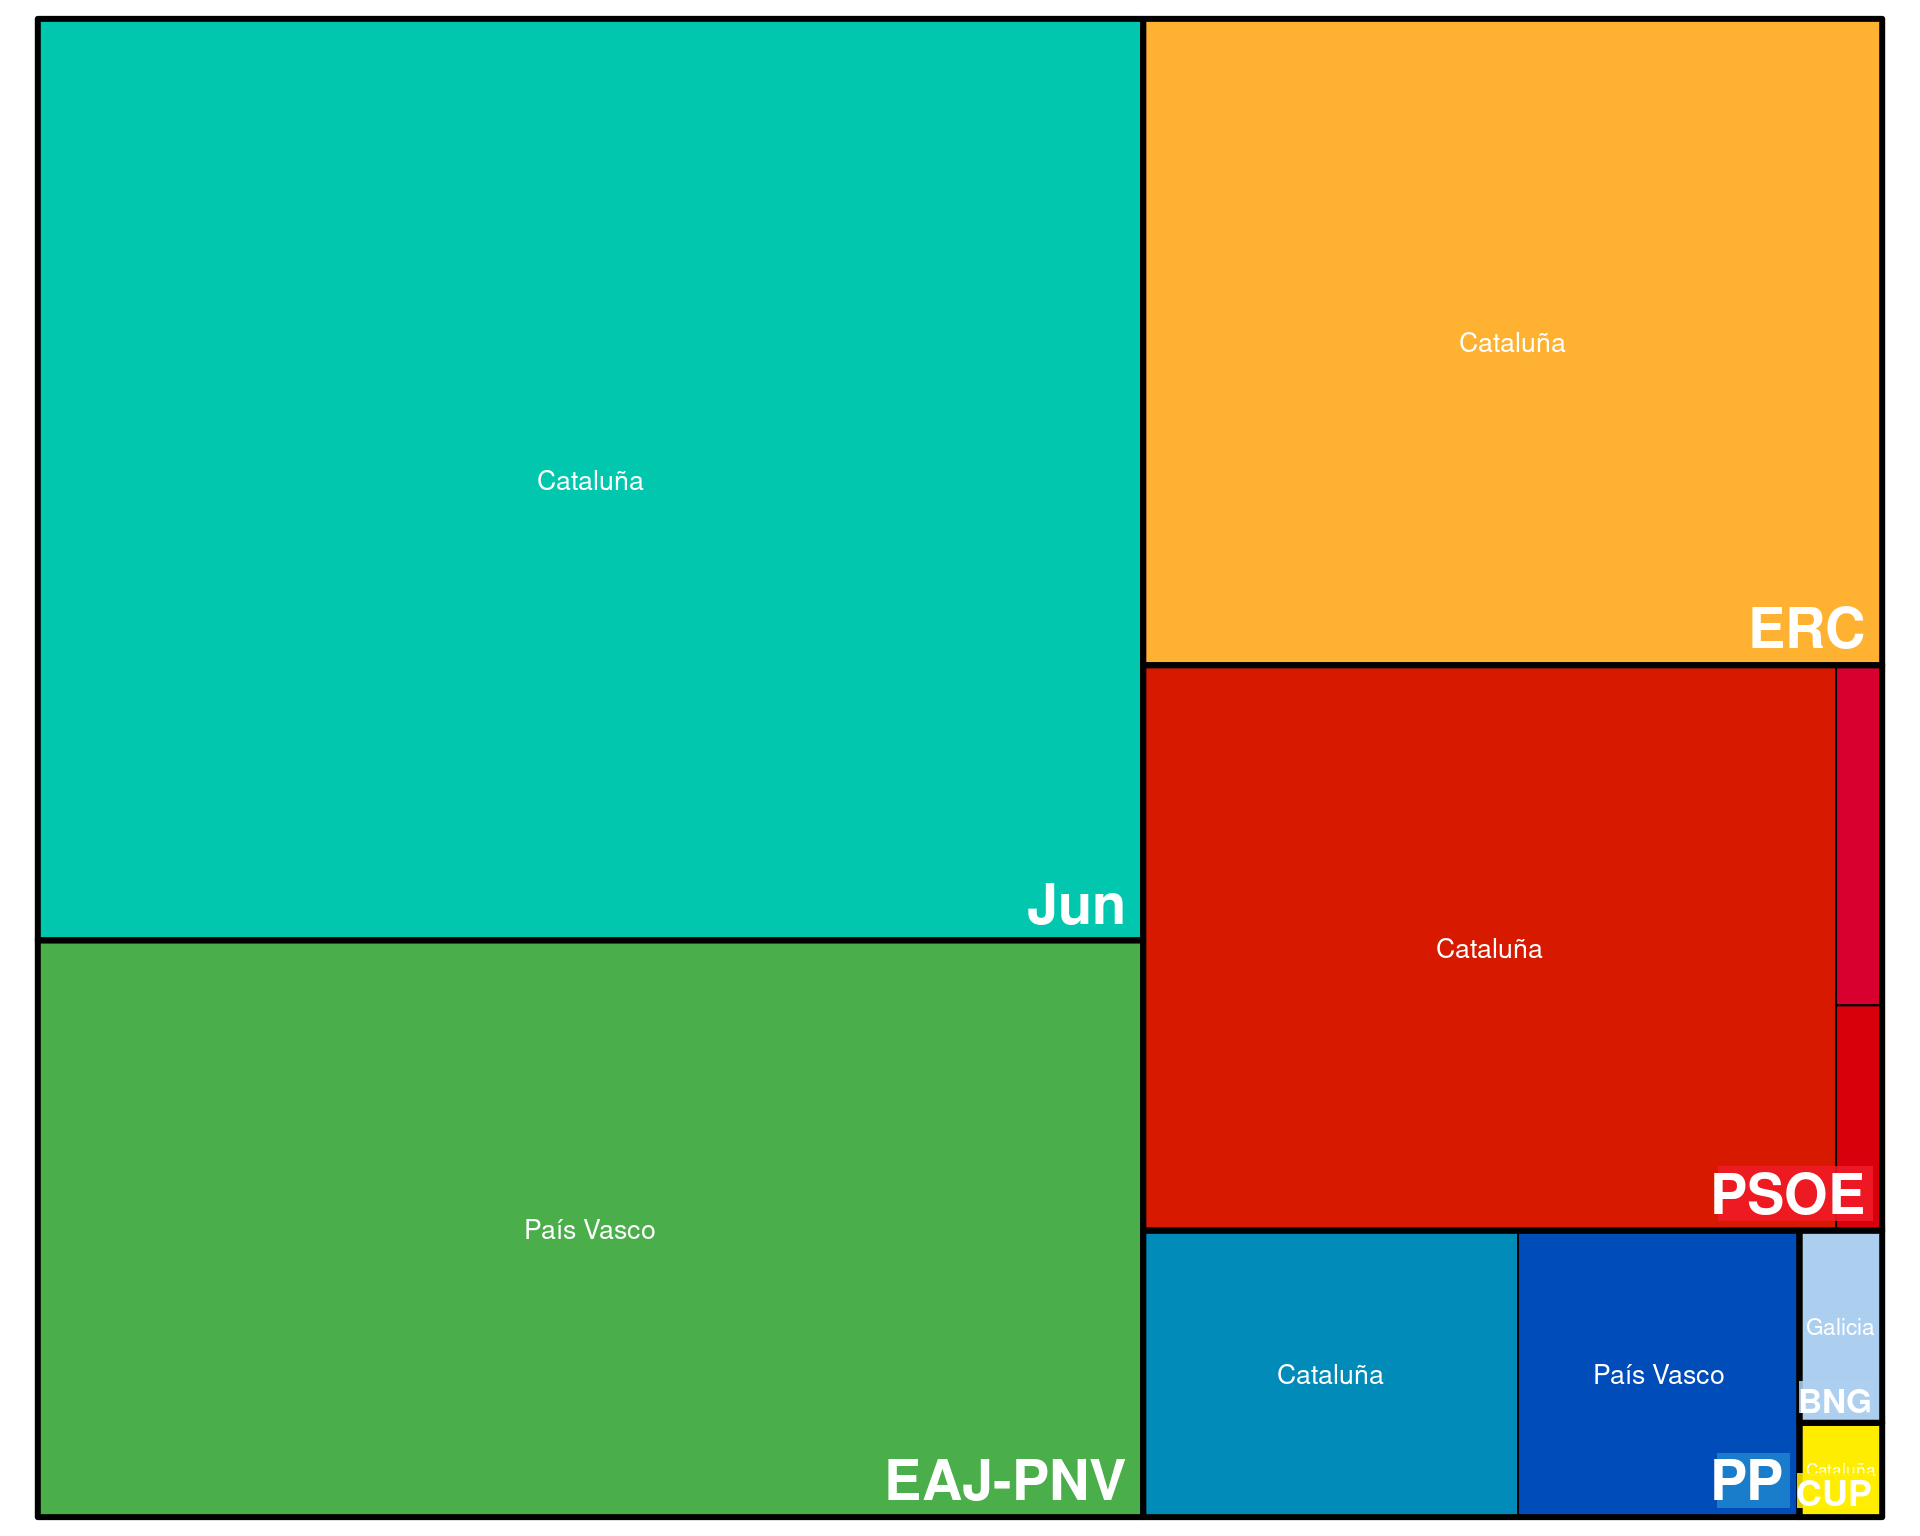 Cataluña
Jun
País Vasco
EAJ-PNV
Cataluña
ERC
Cataluña
PSOE
Cataluña
País Vasco
PP
Galicia
BNG
Cataluña
CUP